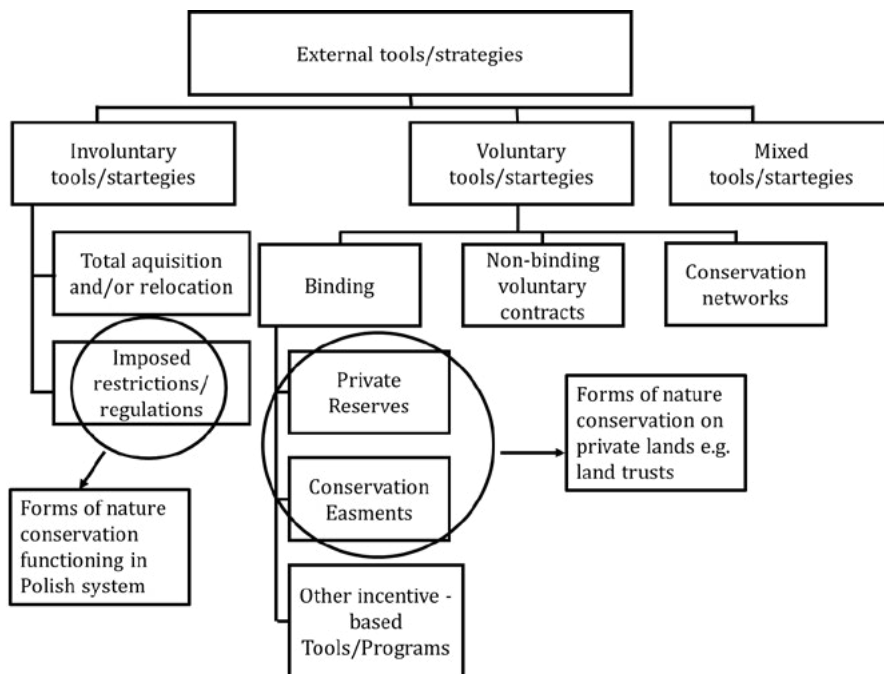 External tools/strategies
Involuntary
tools/startegies
Voluntary
tools/startegies
Mixed
tools/startegies
Total aquisition
and/or relocation
Binding
Non-binding
voluntary
contracts
Conservation
networks
Imposed
restrictions/
regulations
Private
Reserves
Forms of nature
conservation on
private lands e.g.
land trusts
Conservation
Easments
Forms of nature
conservation
functioning in
Polish system
Other incentive -
based
Tools/Programs